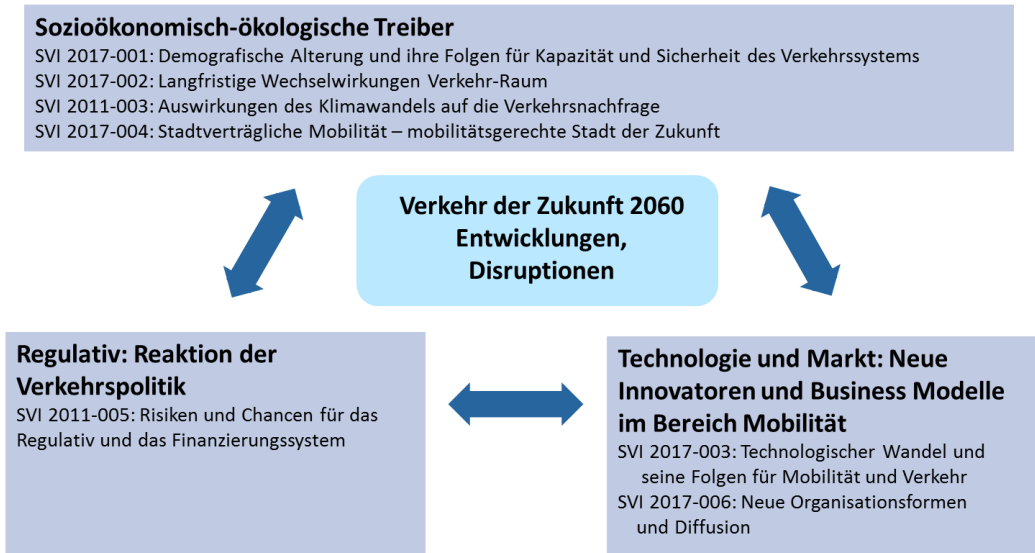 Sozioökonomisch-ökologische Treiber
SVI 2017-001: Demografische Alterung und ihre Folgen für Kapazität und Sicherheit des Verkehrssystems
SVI 2017-002: Langfristige Wechselwirkungen Verkehr-Raum
SVI 2011-003: Auswirkungen des Klimawandels auf die Verkehrsnachfrage
SVI 2017-004: Stadtverträgliche Mobilität – mobilitätsgerechte Stadt der Zukunft
Verkehr der Zukunft 2060
Entwicklungen,
Disruptionen
Regulativ: Reaktion der
Verkehrspolitik
SVI 2011-005: Risiken und Chancen für das
Regulativ und das Finanzierungssystem
Technologie und Markt: Neue
Innovatoren und Business Modelle
im Bereich Mobilität
SVI 2017-003: Technologischer Wandel und
seine Folgen für Mobilität und Verkehr
SVI 2017-006: Neue Organisationsformen
und Diffusion